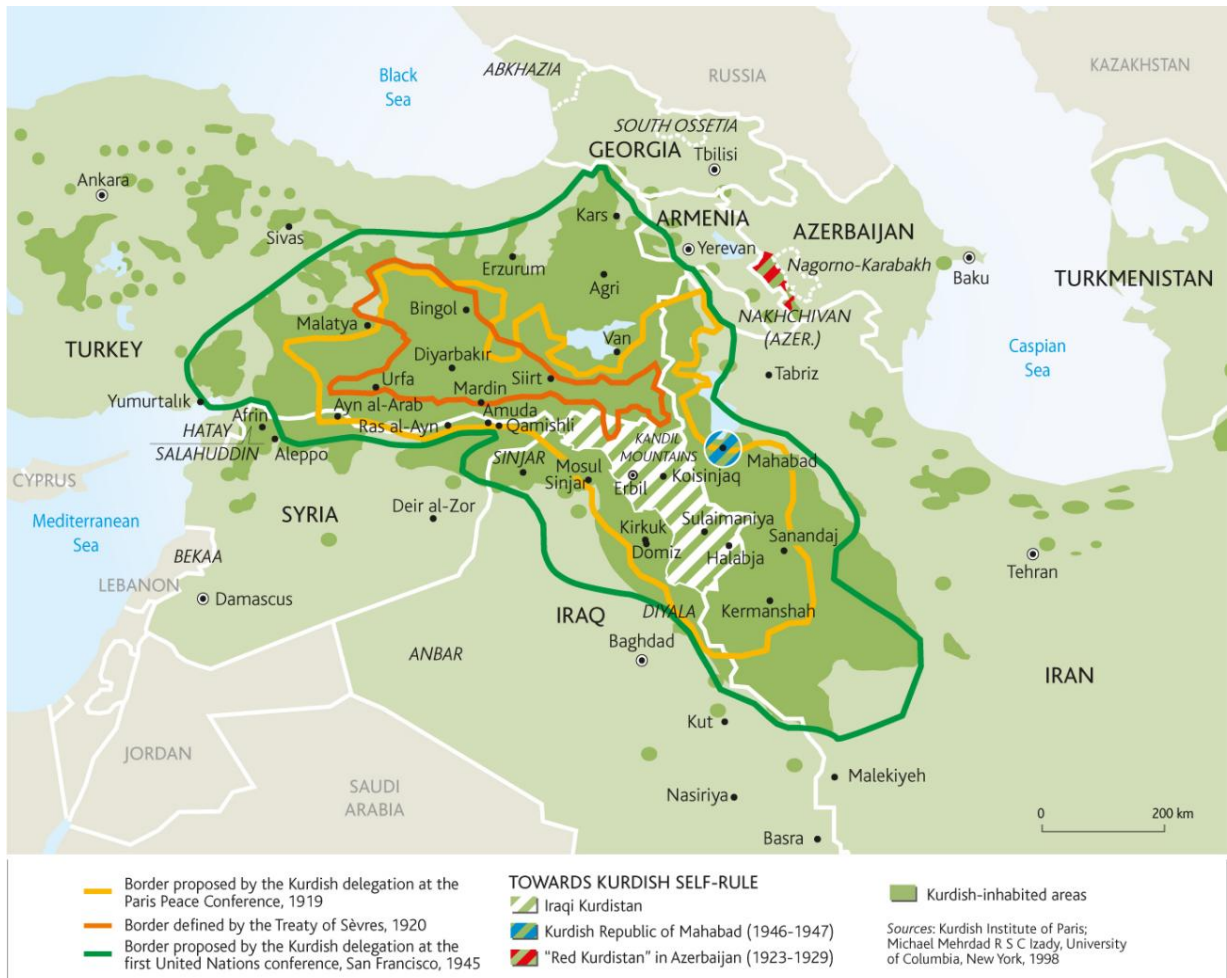 ABKHAZIA
RUSSIA
KAZAKHSTAN
Black
Sea
SOUTH OSSETIA
GEORGIA
Tbilisi
Ankara
Kars
ARMENIA
AZERBAIJAN
Sivas
Yerevan
Nagorno-Karabakh
Baku
Erzurum
Agri
TURKMENISTAN
Bingol
NAKHCHIVAN
(AZER.)
Malatya
Van
TURKEY
Diyarbakır
Caspian
Sea
Siirt
Tabriz
Urfa
Mardin
Yumurtalık
Ayn al-Arab
Amuda
Afrin
Ras al-Ayn
Qamishli
HATAY
SALAHUDDIN
Aleppo
SINJAR
KANDIL
MOUNTAINS
Mahabad
Mosul
Sinjar
Erbil
Koisinjaq
CYPRUS
Deir al-Zor
SYRIA
Mediterranean
Sea
Kirkuk
Domiz
Sulaimaniya
Sanandaj
Halabja
BEKAA
Tehran
LEBANON
Damascus
IRAQ
DIYALA
Kermanshah
Baghdad
ANBAR
IRAN
Kut
JORDAN
Malekiyeh
SAUDI
ARABIA
Nasiriya
Basra
0 200 km
Border proposed by the Kurdish delegation at the
Paris Peace Conference, 1919
Border defined by the Treaty of Sèvres, 1920
Border proposed by the Kurdish delegation at the
first United Nations conference, San Francisco, 1945
TOWARDS KURDISH SELF-RULE
Iraqi Kurdistan
Kurdish Republic of Mahabad (1946-1947)
"Red Kurdistan" in Azerbaijan (1923-1929)
Kurdish-inhabited areas
Sources: Kurdish Institute of Paris;
Michael Mehrdad R S C Izady, University
of Columbia, New York, 1998